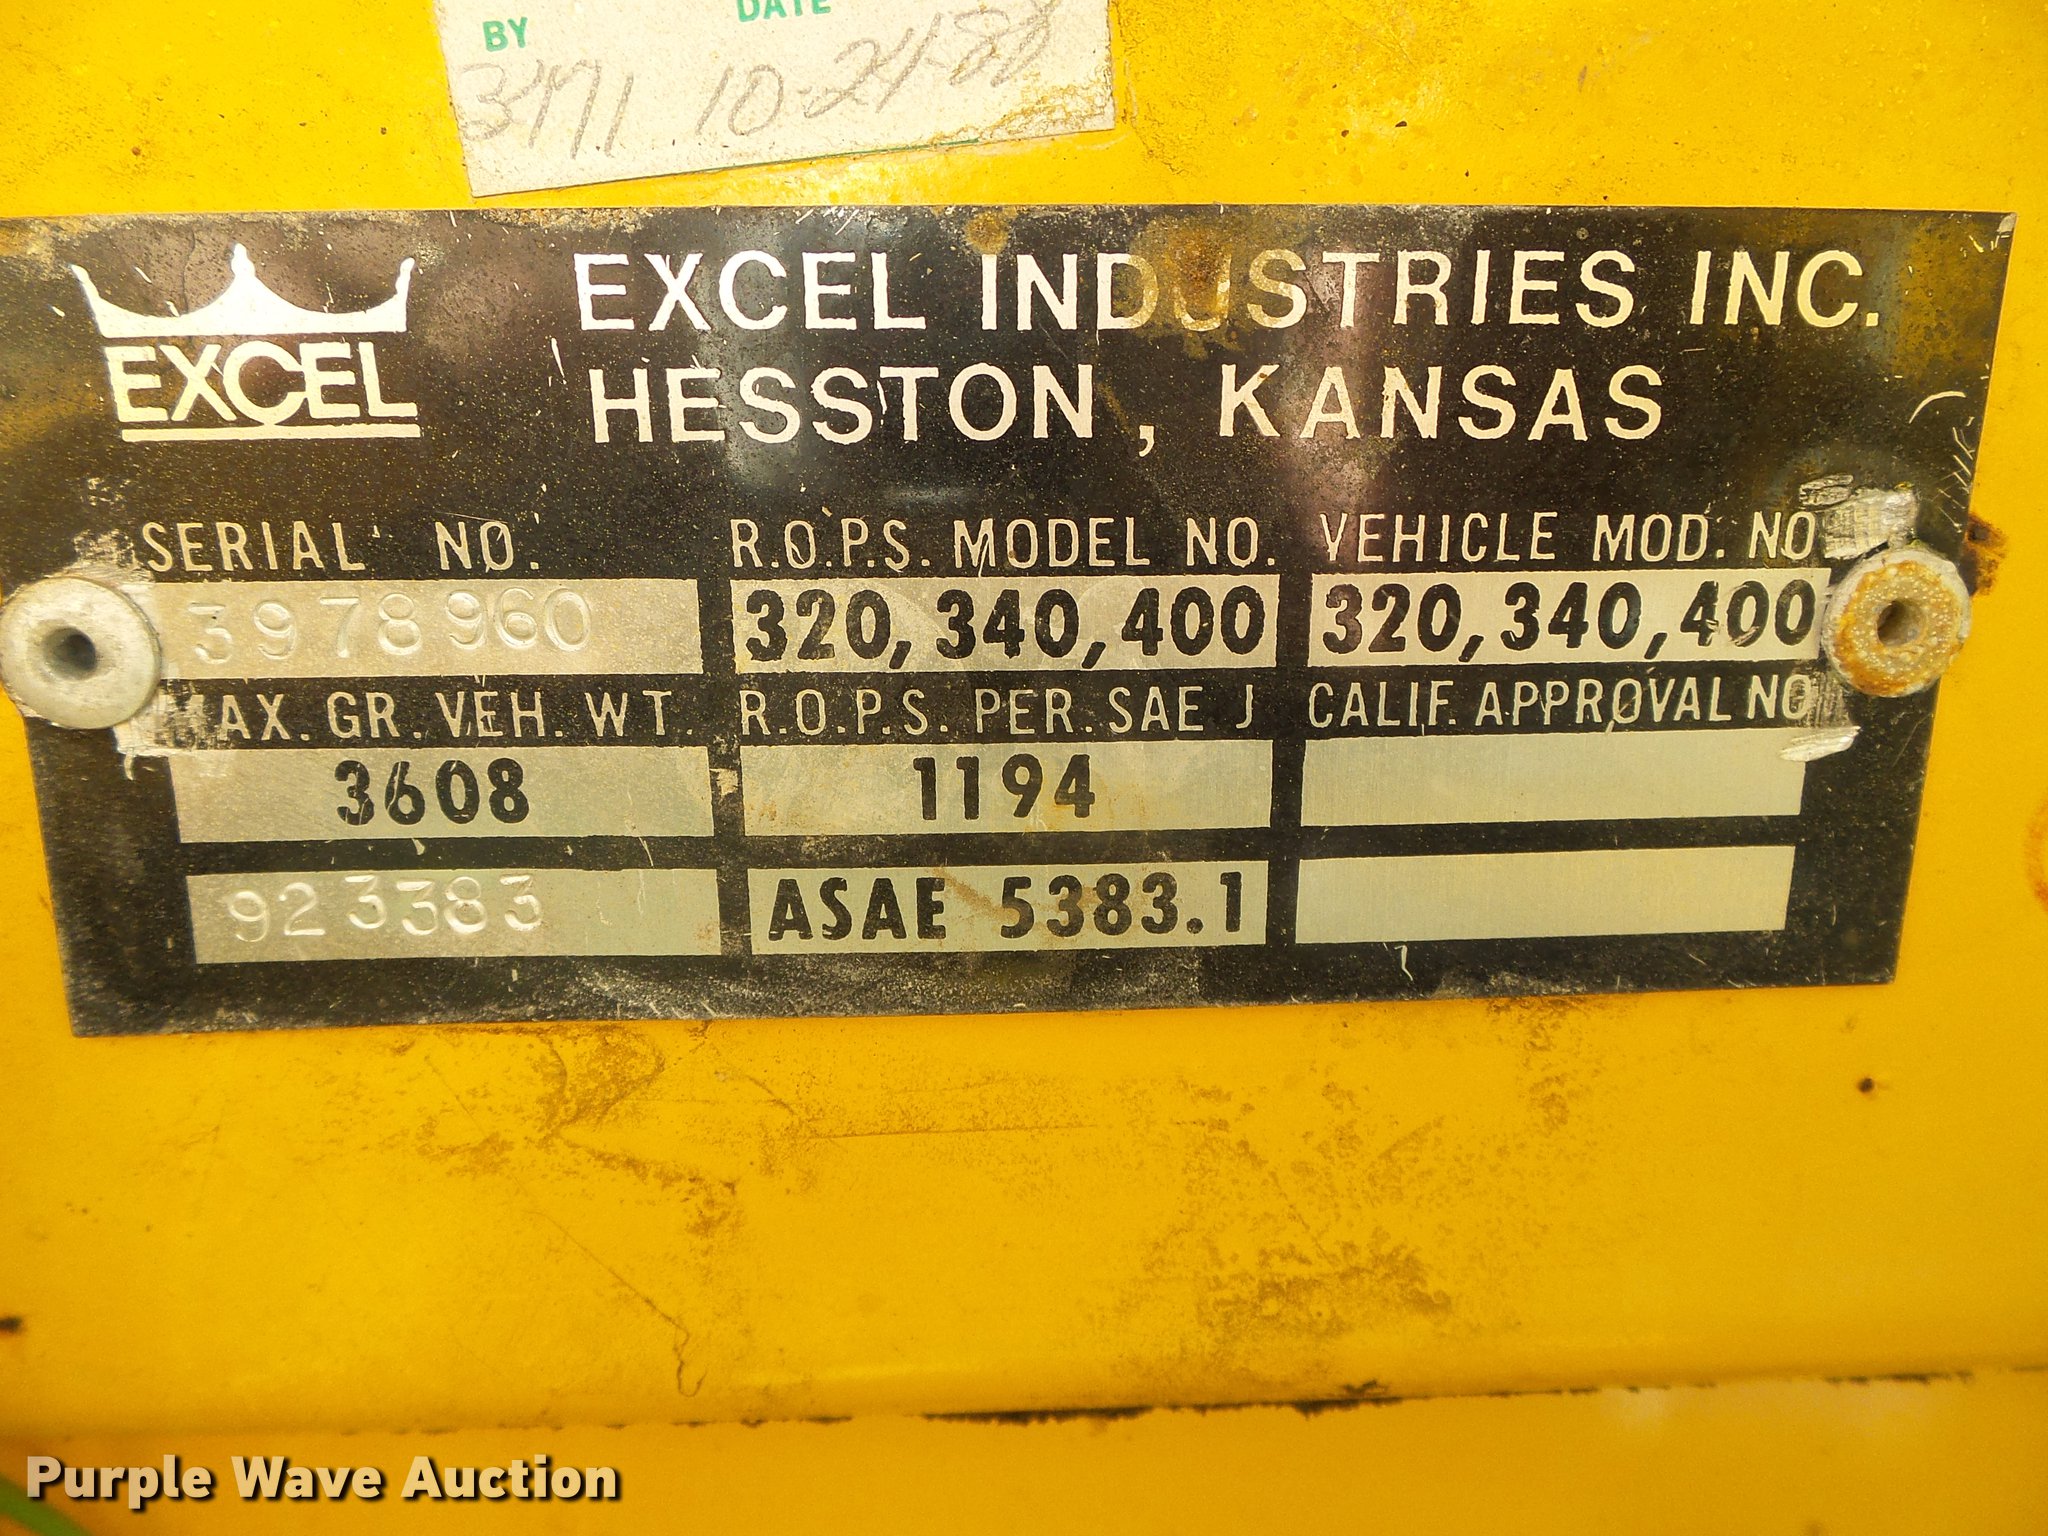 BY DATE
3471 10-24-88
EXCEL
EXCEL INDUSTRIES INC.
HESSTON, KANSAS
SERIAL NO. R.O.P.S. MODEL NO. VEHICLE MOD. NO
3978960 320, 340, 400 320, 340, 400
MAX. GR. VEH. WT. R.O.P.S. PER. SAE J CALIF. APPROVAL NO
3608 1194
923383 ASAE 5383.1
Purple Wave Auction